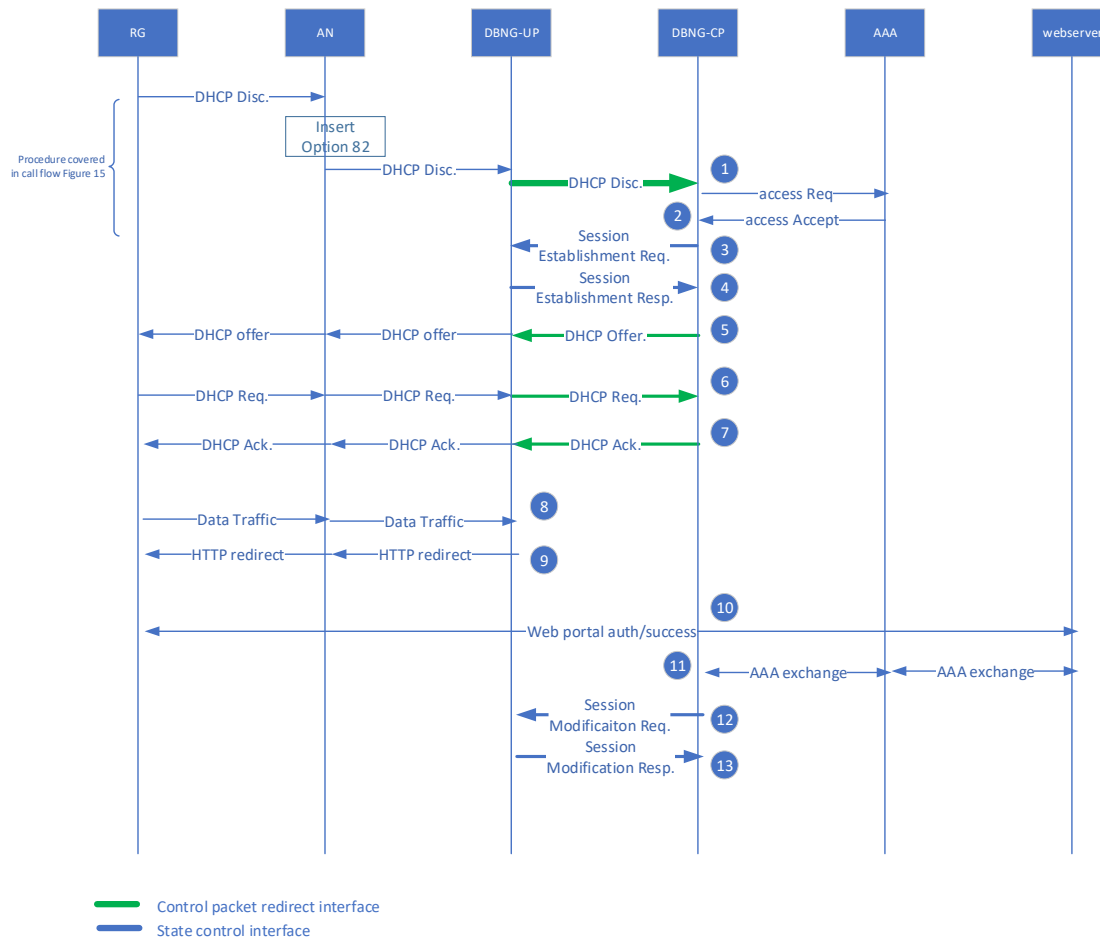 RG
AN
DBNG-UP
DBNG-CP
AAA
webserver
DHCP Disc.
Procedure covered
in call flow Figure 15
Insert
Option 82
DHCP Disc.
DHCP Disc.
1
access Req
2
access Accept
Session
Establishment Req.
3
Session
Establishment Resp.
4
DHCP offer
DHCP offer
DHCP Offer.
5
DHCP Req.
DHCP Req.
DHCP Req.
6
DHCP Ack.
DHCP Ack.
DHCP Ack.
7
Data Traffic
Data Traffic
8
HTTP redirect
HTTP redirect
9
10
Web portal auth/success
11
AAA exchange
AAA exchange
Session
Modificaiton Req.
12
Session
Modification Resp.
13
Control packet redirect interface
State control interface